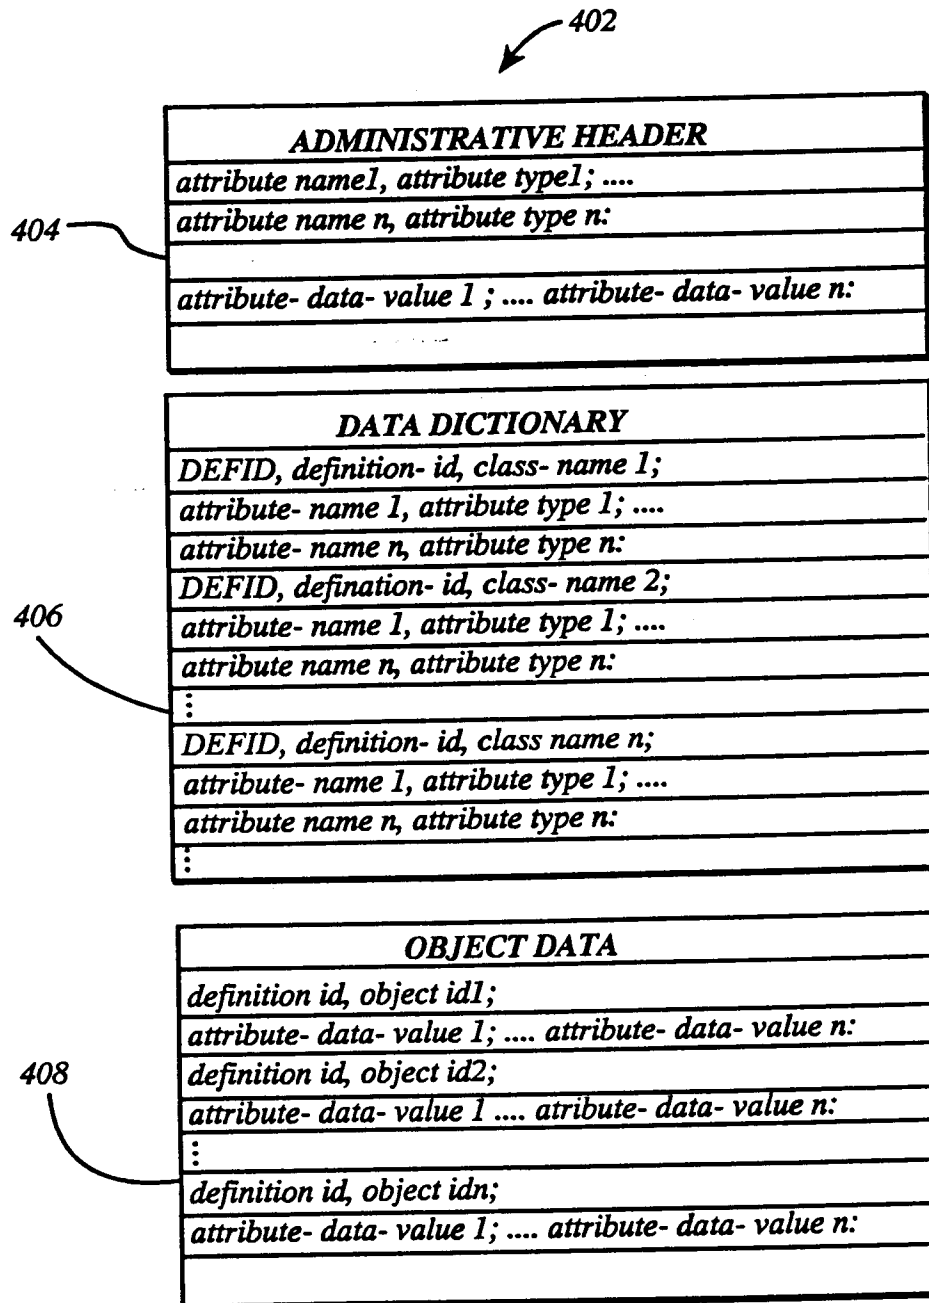 402
ADMINISTRATIVE HEADER
attribute name1, attribute type1; ....
attribute name n, attribute type n:
404
attribute- data- value 1 ; .... attribute- data- value n:
DATA DICTIONARY
DEFID, definition- id, class- name 1;
attribute- name 1, attribute type 1; ....
attribute- name n, attribute type n:
DEFID, defination- id, class- name 2;
406
attribute- name 1, attribute type 1; ....
attribute name n, attribute type n:
⋮
DEFID, definition- id, class name n;
attribute- name 1, attribute type 1; ....
attribute name n, attribute type n:
⋮
OBJECT DATA
definition id, object id1;
attribute- data- value 1; .... attribute- data- value n:
408
definition id, object id2;
attribute- data- value 1 .... atribute- data- value n:
⋮
definition id, object idn;
attribute- data- value 1; .... attribute- data- value n: